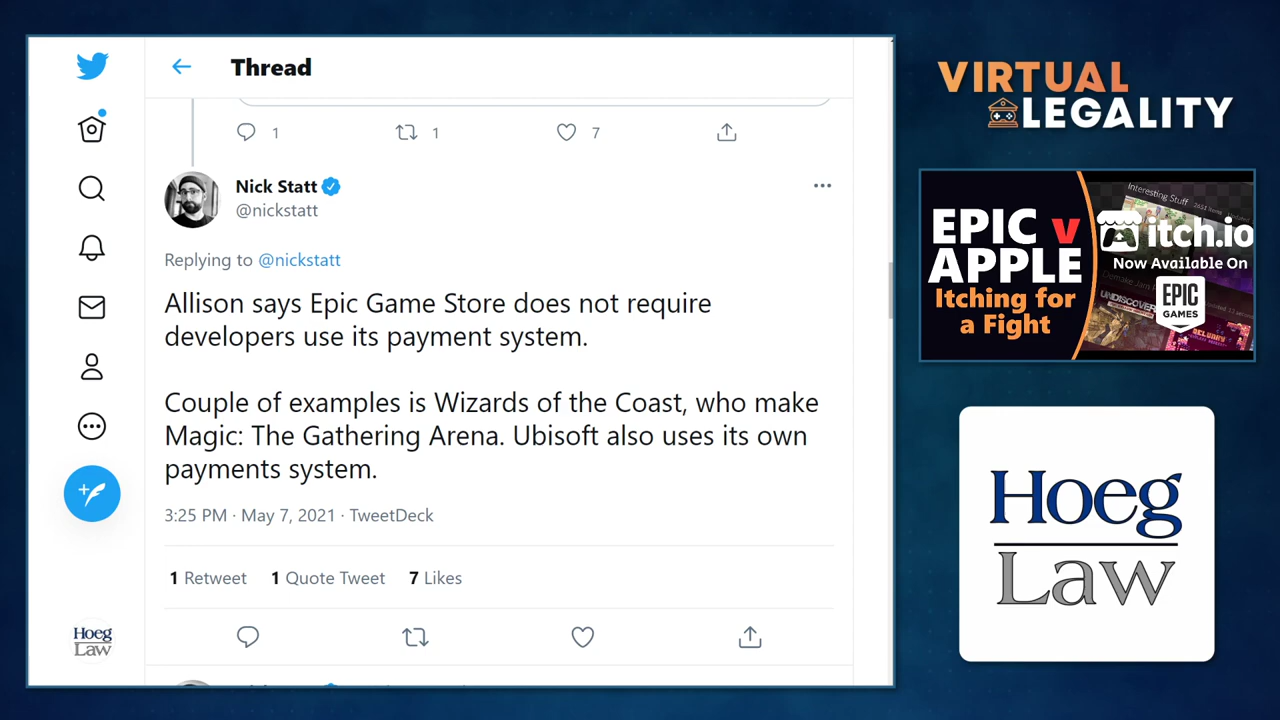 Thread
1
1
7
Nick Statt
@nickstatt
Replying to @nickstatt
Allison says Epic Game Store does not require
developers use its payment system.
Couple of examples is Wizards of the Coast, who make
Magic: The Gathering Arena. Ubisoft also uses its own
payments system.
3:25 PM · May 7, 2021 · TweetDeck
1 Retweet 1 Quote Tweet 7 Likes
Hoeg
Law
VIRTUAL
LEGALITY
EPIC v
APPLE
Itching for
a Fight
Interesting Stuff
itch.io
Now Available On
EPIC
GAMES
Hoeg
Law